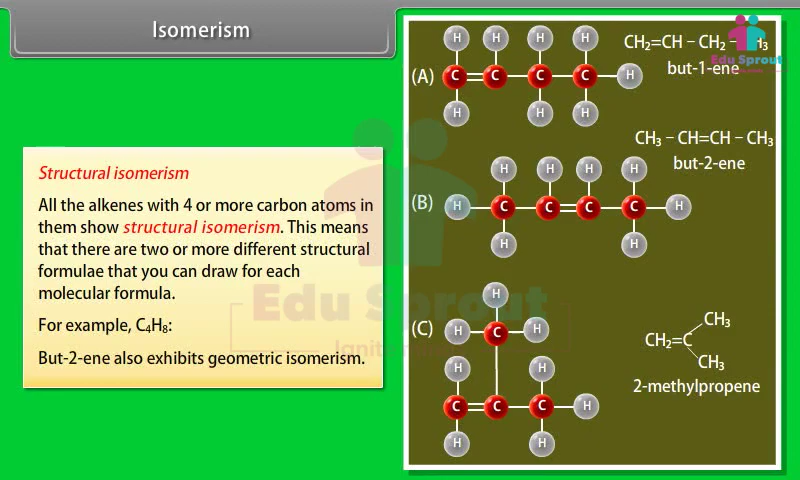 Isomerism
Structural isomerism
All the alkenes with 4 or more carbon atoms in
them show structural isomerism. This means
that there are two or more different structural
formulae that you can draw for each
molecular formula.
For example, C₄H₈:
But-2-ene also exhibits geometric isomerism.
(A)
H H H H
C C C C H
H H H
CH₂=CH – CH₂ – CH₃
but-1-ene
Edu Sprout
CH₃ – CH=CH – CH₃
but-2-ene
(B)
H H H H
H C C C C H
H H
Edu Sprout
(C)
H
H C H
H H
C C C H
H H
CH₃
CH₂=C
CH₃
2-methylpropene